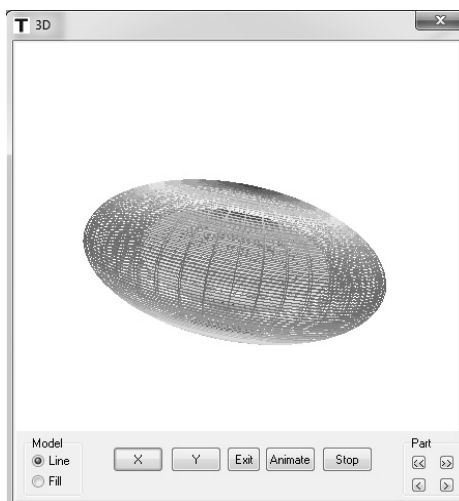 T 3D
X
Model
Line
Fill
X
Y
Exit
Animate
Stop
Part
<<
>>
<
>